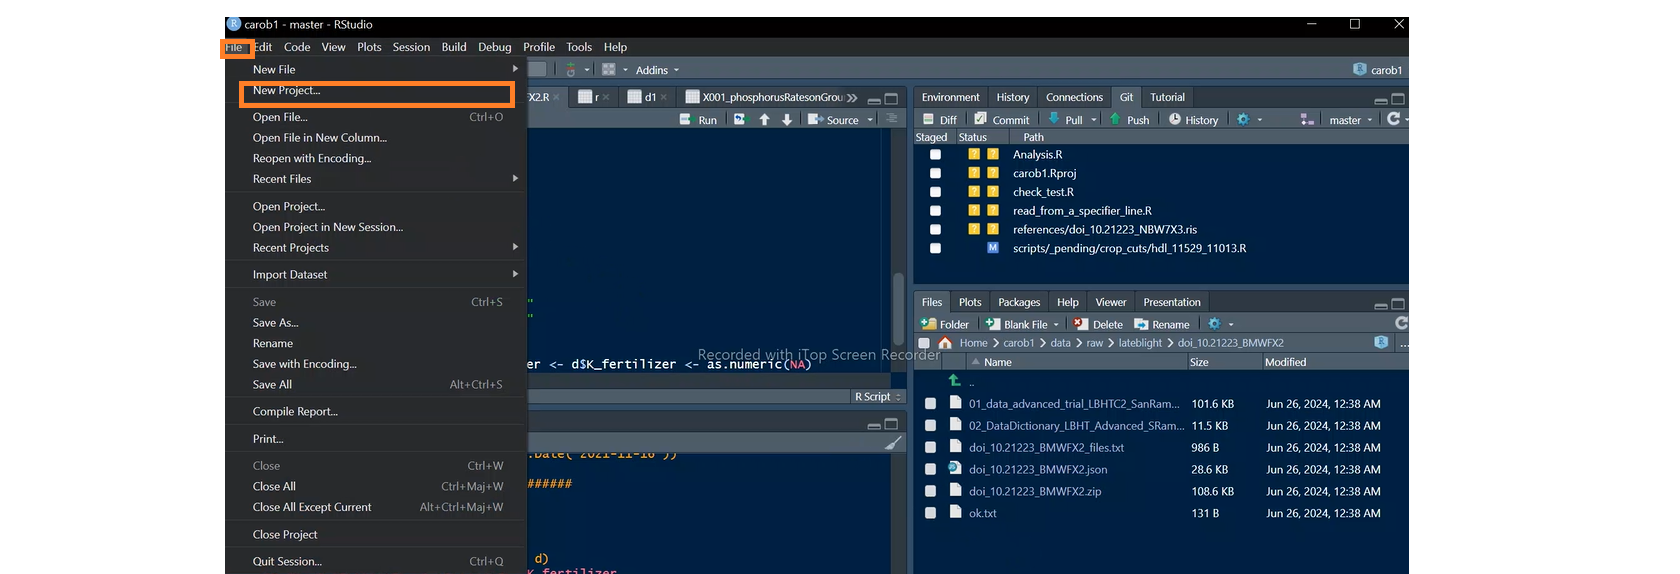 carob1 - master - RStudio
File Edit Code View Plots Session Build Debug Profile Tools Help
New File
New Project...
Open File... Ctrl+O
Open File in New Column...
Reopen with Encoding...
Recent Files
Open Project...
Open Project in New Session...
Recent Projects
Import Dataset
Save Ctrl+S
Save As...
Rename
Save with Encoding...
Save All Alt+Ctrl+S
Compile Report...
Print...
Close Ctrl+W
Close All Ctrl+Maj+W
Close All Except Current Alt+Ctrl+Maj+W
Close Project
Quit Session... Ctrl+Q
Addins
carob1
X2.R r d1 X001_phosphorusRatesonGrou
Run Source
"
"
er <- d$K_fertilizer <- as.numeric(NA)
Recorded with iTop Screen Recorder
R Script
.Date("2021-11-16"))
######
d)
K_fertilizer
Environment History Connections Git Tutorial
Diff Commit Pull Push History master
Staged Status Path
? ? Analysis.R
? ? carob1.Rproj
? ? check_test.R
? ? read_from_a_specifier_line.R
? ? references/doi_10.21223_NBW7X3.ris
M scripts/_pending/crop_cuts/hdl_11529_11013.R
Files Plots Packages Help Viewer Presentation
Folder Blank File Delete Rename
Home > carob1 > data > raw > lateblight > doi_10.21223_BMWFX2 ...
Name Size Modified
..
01_data_advanced_trial_LBHTC2_SanRam... 101.6 KB Jun 26, 2024, 12:38 AM
02_DataDictionary_LBHT_Advanced_SRam... 11.5 KB Jun 26, 2024, 12:38 AM
doi_10.21223_BMWFX2_files.txt 986 B Jun 26, 2024, 12:38 AM
doi_10.21223_BMWFX2.json 28.6 KB Jun 26, 2024, 12:38 AM
doi_10.21223_BMWFX2.zip 108.6 KB Jun 26, 2024, 12:38 AM
ok.txt 131 B Jun 26, 2024, 12:38 AM